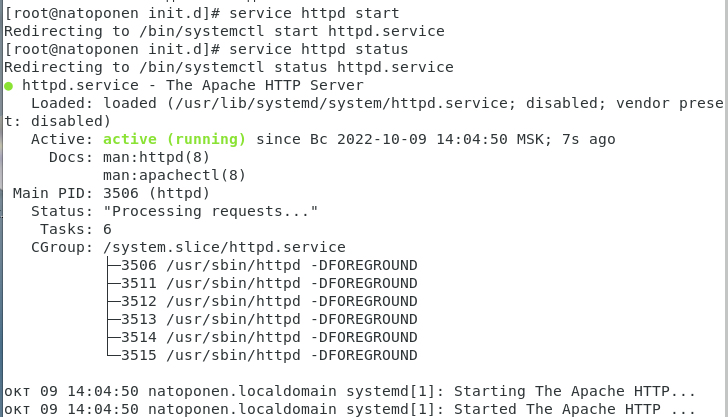 [root@natoponen init.d]# service httpd start
Redirecting to /bin/systemctl start httpd.service
[root@natoponen init.d]# service httpd status
Redirecting to /bin/systemctl status httpd.service
● httpd.service - The Apache HTTP Server
   Loaded: loaded (/usr/lib/systemd/system/httpd.service; disabled; vendor prese
t: disabled)
   Active: active (running) since Вс 2022-10-09 14:04:50 MSK; 7s ago
     Docs: man:httpd(8)
           man:apachectl(8)
 Main PID: 3506 (httpd)
   Status: "Processing requests..."
    Tasks: 6
   CGroup: /system.slice/httpd.service
           ├─3506 /usr/sbin/httpd -DFOREGROUND
           ├─3511 /usr/sbin/httpd -DFOREGROUND
           ├─3512 /usr/sbin/httpd -DFOREGROUND
           ├─3513 /usr/sbin/httpd -DFOREGROUND
           ├─3514 /usr/sbin/httpd -DFOREGROUND
           └─3515 /usr/sbin/httpd -DFOREGROUND
окт 09 14:04:50 natoponen.localdomain systemd[1]: Starting The Apache HTTP...
окт 09 14:04:50 natoponen.localdomain systemd[1]: Started The Apache HTTP ...